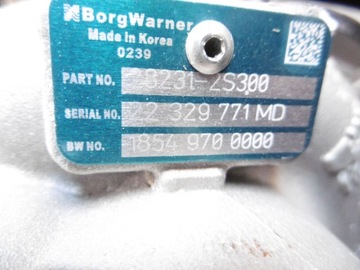 BorgWarner
Made in Korea
0239
PART NO. 28231-2S300
SERIAL NO. 22 329 771 MD
BW NO. 1854 970 0000